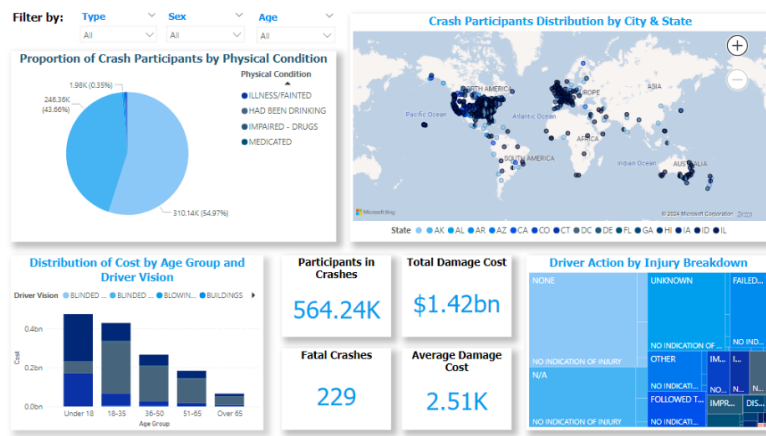 Filter by:
Type
Sex
Age
All
All
All
Proportion of Crash Participants by Physical Condition
1.98K (0.35%)
246.36K
(43.66%)
310.14K (54.97%)
Physical Condition
ILLNESS/FAINTED
HAD BEEN DRINKING
IMPAIRED - DRUGS
MEDICATED
Crash Participants Distribution by City & State
NORTH AMERICA
EUROPE
ASIA
Pacific Ocean
Atlantic Ocean
AFRICA
SOUTH AMERICA
Indian Ocean
AUSTRALIA
Microsoft Bing
© 2024 Microsoft Corporation Terms
State
AK
AL
AR
AZ
CA
CO
CT
DC
DE
FL
GA
HI
IA
ID
IL
Distribution of Cost by Age Group and
Driver Vision
Driver Vision
BLINDED ...
BLINDED ...
BLOWIN...
BUILDINGS
Cost
0.4bn
0.2bn
0.0bn
Under 18
18-35
36-50
51-65
Over 65
Age Group
Participants in
Crashes
564.24K
Total Damage Cost
$1.42bn
Fatal Crashes
229
Average Damage
Cost
2.51K
Driver Action by Injury Breakdown
NONE
NO INDICATION OF INJURY
N/A
NO INDICATION OF INJURY
UNKNOWN
NO INDICATION OF ...
FAILED...
NO IND...
OTHER
NO INDICATI...
IM...
NO...
I...
N...
N...
FOLLOWED T...
NO INDICATI...
IMPR...
DIS...